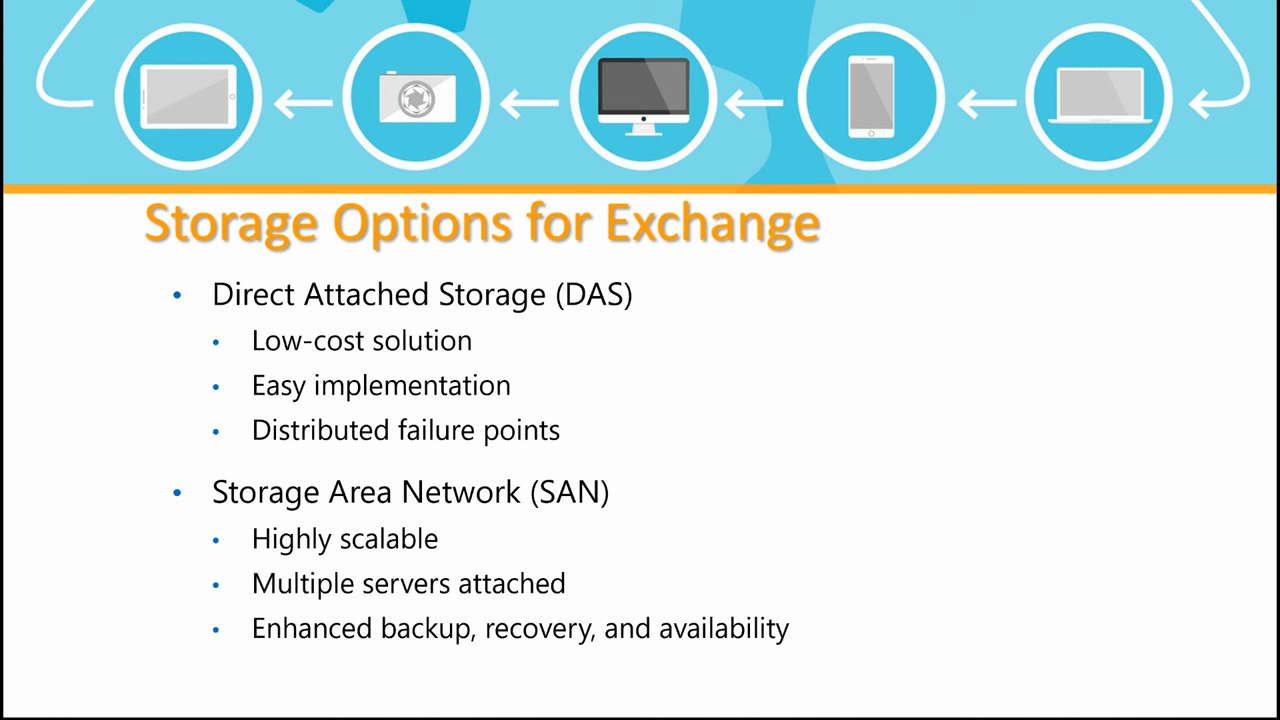 Storage Options for Exchange
• Direct Attached Storage (DAS)
• Low-cost solution
• Easy implementation
• Distributed failure points
• Storage Area Network (SAN)
• Highly scalable
• Multiple servers attached
• Enhanced backup, recovery, and availability